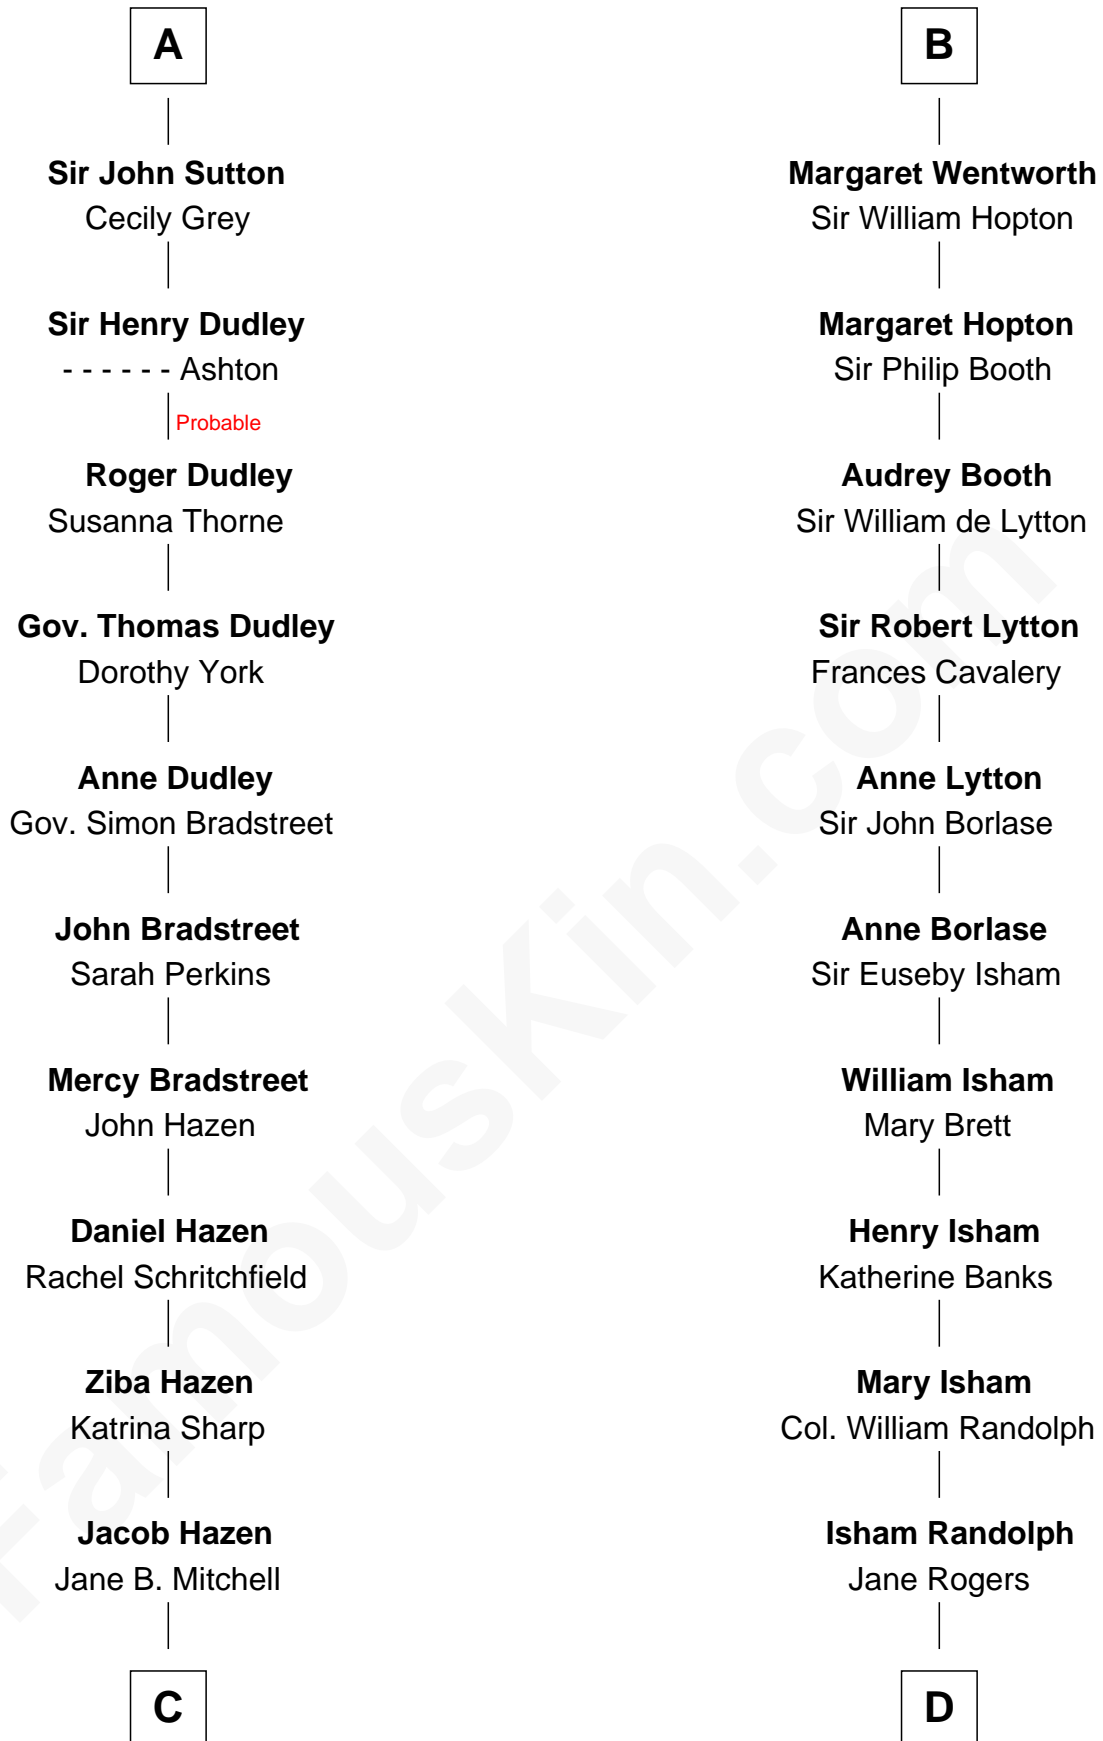 A
Sir John Sutton
Cecily Grey
Sir Henry Dudley
- - - - - - Ashton
Probable
Roger Dudley
Susanna Thorne
Gov. Thomas Dudley
Dorothy York
Anne Dudley
Gov. Simon Bradstreet
John Bradstreet
Sarah Perkins
Mercy Bradstreet
John Hazen
Daniel Hazen
Rachel Schritchfield
Ziba Hazen
Katrina Sharp
Jacob Hazen
Jane B. Mitchell
C
B
Margaret Wentworth
Sir William Hopton
Margaret Hopton
Sir Philip Booth
Audrey Booth
Sir William de Lytton
Sir Robert Lytton
Frances Cavalery
Anne Lytton
Sir John Borlase
Anne Borlase
Sir Euseby Isham
William Isham
Mary Brett
Henry Isham
Katherine Banks
Mary Isham
Col. William Randolph
Isham Randolph
Jane Rogers
D
FamousKin.com